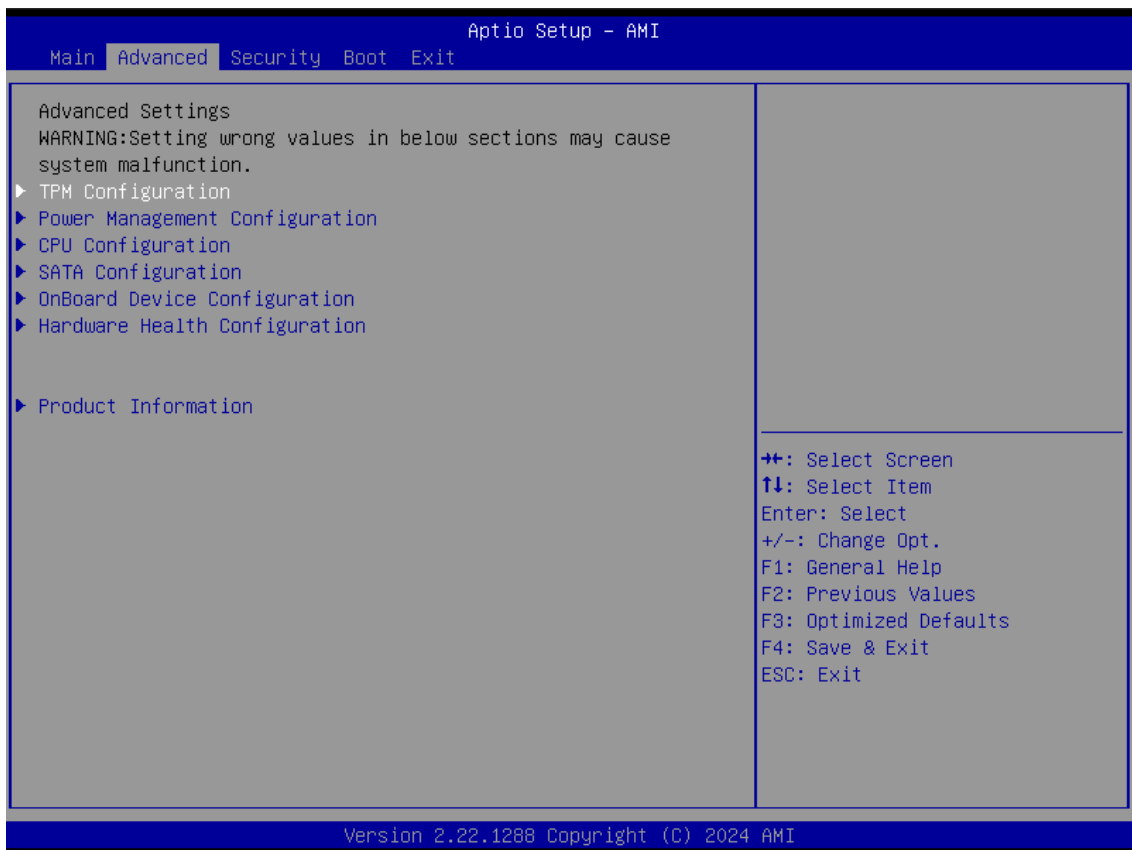 Aptio Setup – AMI
Main Advanced Security Boot Exit
Advanced Settings
WARNING:Setting wrong values in below sections may cause
system malfunction.
▶ TPM Configuration
▶ Power Management Configuration
▶ CPU Configuration
▶ SATA Configuration
▶ OnBoard Device Configuration
▶ Hardware Health Configuration
▶ Product Information
→←: Select Screen
↑↓: Select Item
Enter: Select
+/-: Change Opt.
F1: General Help
F2: Previous Values
F3: Optimized Defaults
F4: Save & Exit
ESC: Exit
Version 2.22.1288 Copyright (C) 2024 AMI